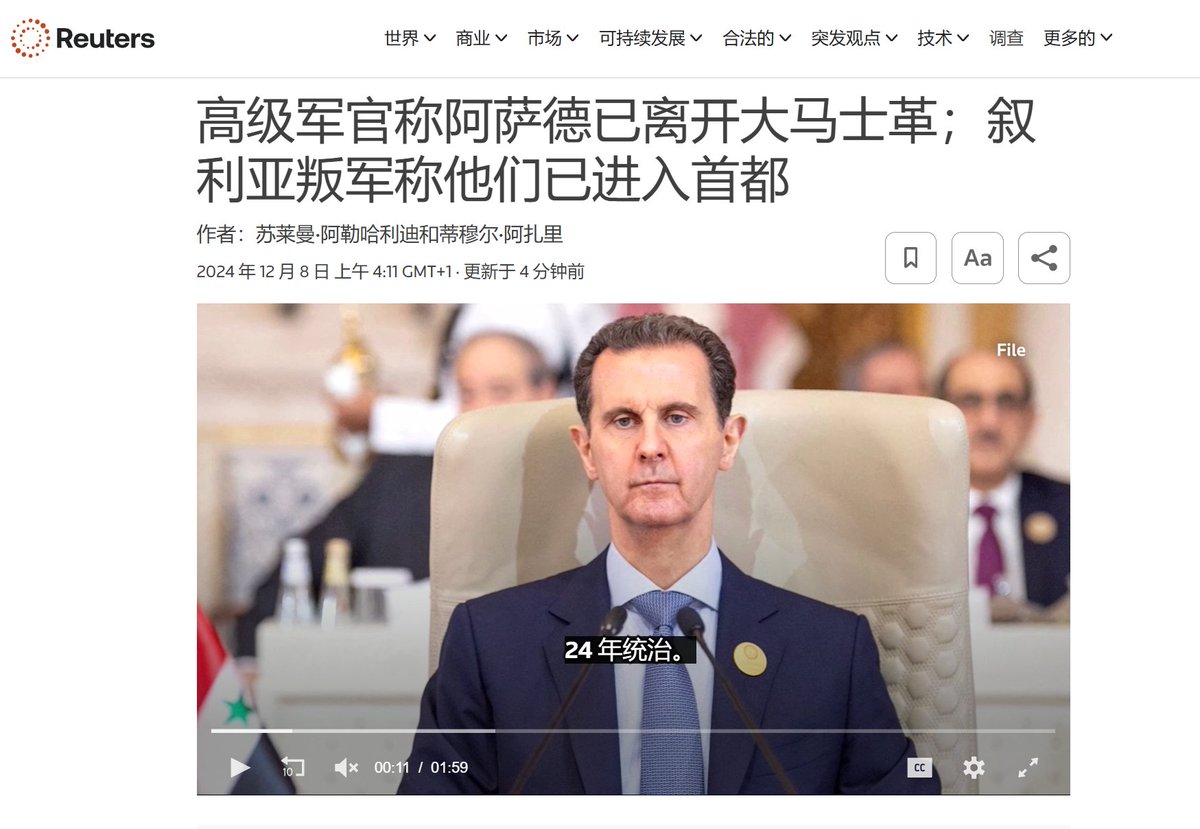 Reuters
世界 商业 市场 可持续发展 合法的 突发观点 技术 调查 更多的
高级军官称阿萨德已离开大马士革；叙
利亚叛军称他们已进入首都
作者：苏莱曼·阿勒哈利迪和蒂穆尔·阿扎里
2024 年 12 月 8 日 上午 4:11 GMT+1 · 更新于 4 分钟前
Aa
File
24 年统治。
10
00:11 / 01:59
CC